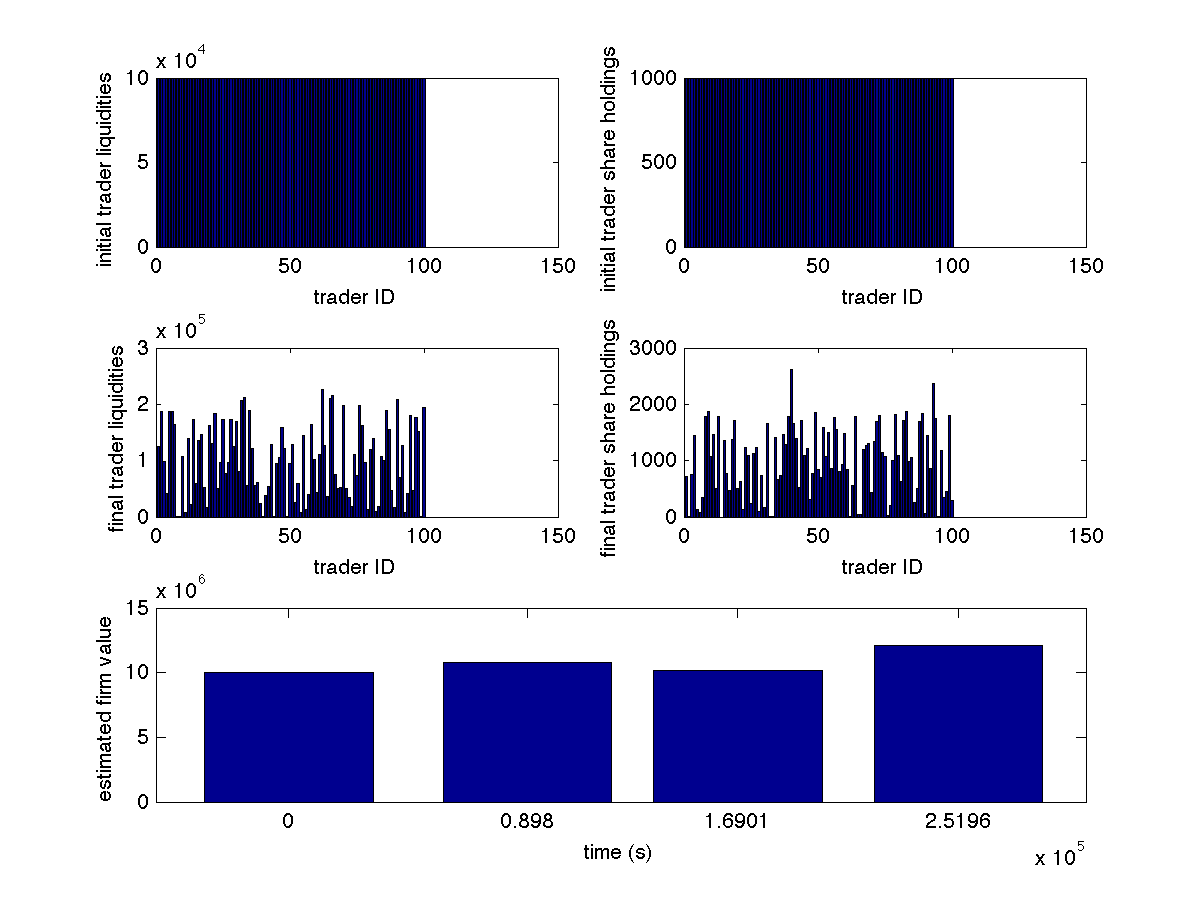 x 10^4
initial trader liquidities
10
5
0
0 50 100 150
trader ID
initial trader share holdings
1000
500
0
0 50 100 150
trader ID
x 10^5
final trader liquidities
3
2
1
0
0 50 100 150
trader ID
final trader share holdings
3000
2000
1000
0
0 50 100 150
trader ID
x 10^6
estimated firm value
15
10
5
0
0 0.898 1.6901 2.5196
time (s)
x 10^5